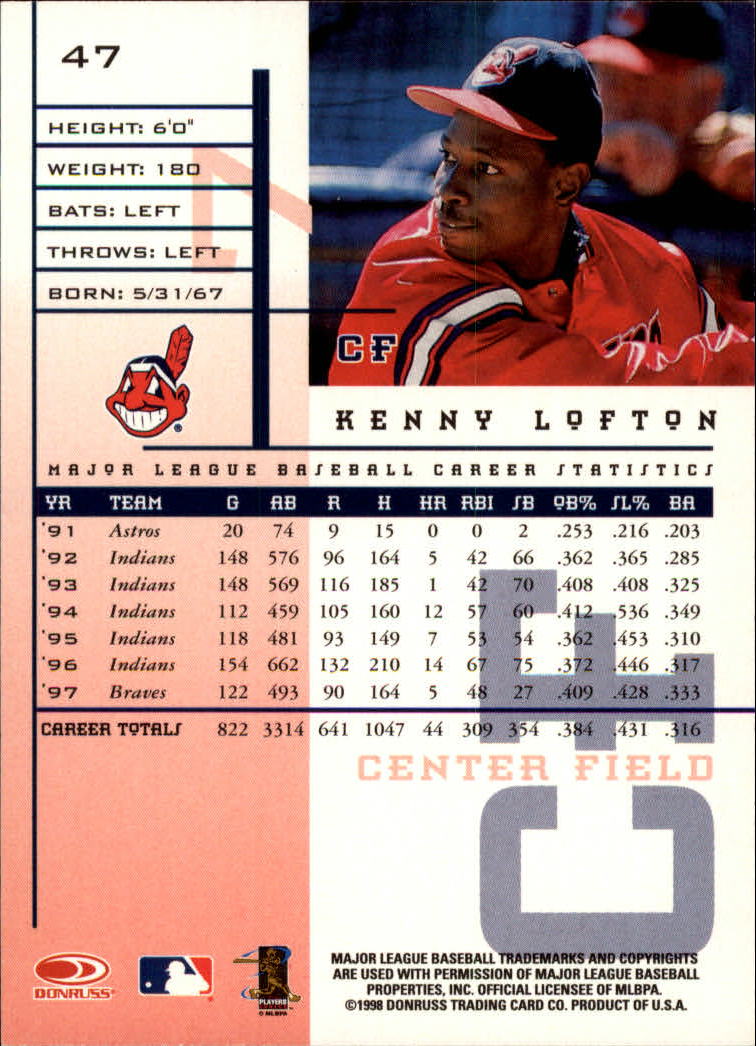 47
HEIGHT: 6'0"
WEIGHT: 180
BATS: LEFT
THROWS: LEFT
BORN: 5/31/67
CF
KENNY LOFTON
MAJOR LEAGUE BASEBALL CAREER STATISTICS
YR TEAM G AB R H HR RBI SB OB% SL% BA
'91 Astros 20 74 9 15 0 0 2 .253 .216 .203
'92 Indians 148 576 96 164 5 42 66 .362 .365 .285
'93 Indians 148 569 116 185 1 42 70 .408 .408 .325
'94 Indians 112 459 105 160 12 57 60 .412 .536 .349
'95 Indians 118 481 93 149 7 53 54 .362 .453 .310
'96 Indians 154 662 132 210 14 67 75 .372 .446 .317
'97 Braves 122 493 90 164 5 48 27 .409 .428 .333
CAREER TOTALS 822 3314 641 1047 44 309 354 .384 .431 .316
CENTER FIELD
CF
DONRUSS
PLAYERS
© MLBPA
MAJOR LEAGUE BASEBALL TRADEMARKS AND COPYRIGHTS
ARE USED WITH PERMISSION OF MAJOR LEAGUE BASEBALL
PROPERTIES, INC. OFFICIAL LICENSEE OF MLBPA.
©1998 DONRUSS TRADING CARD CO. PRODUCT OF U.S.A.